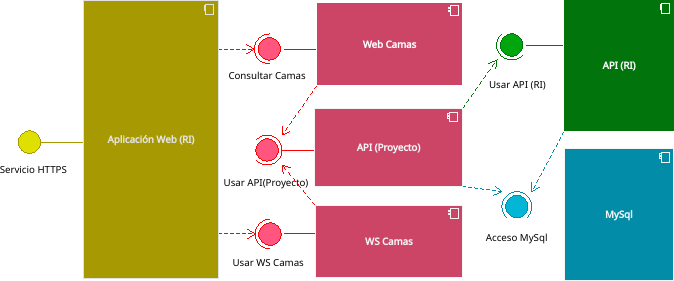 Web Camas
Consultar Camas
Usar API (RI)
API (RI)
Aplicación Web (RI)
Servicio HTTPS
API (Proyecto)
Usar API(Proyecto)
Acceso MySql
MySql
WS Camas
Usar WS Camas